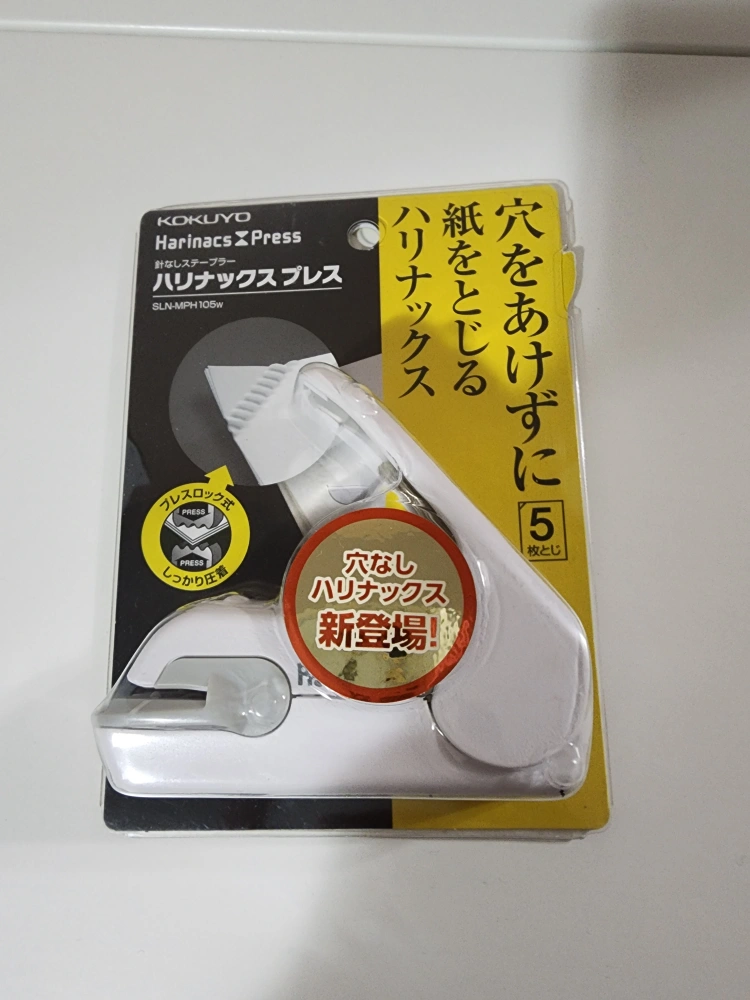 KOKUYO
Harinacs Press
針なしステープラー
ハリナックス プレス
SLN-MPH105W
穴をあけずに
紙をとじる
ハリナックス
5
枚とじ
プレスロック式
PRESS
PRESS
しっかり圧着
穴なし
ハリナックス
新登場!